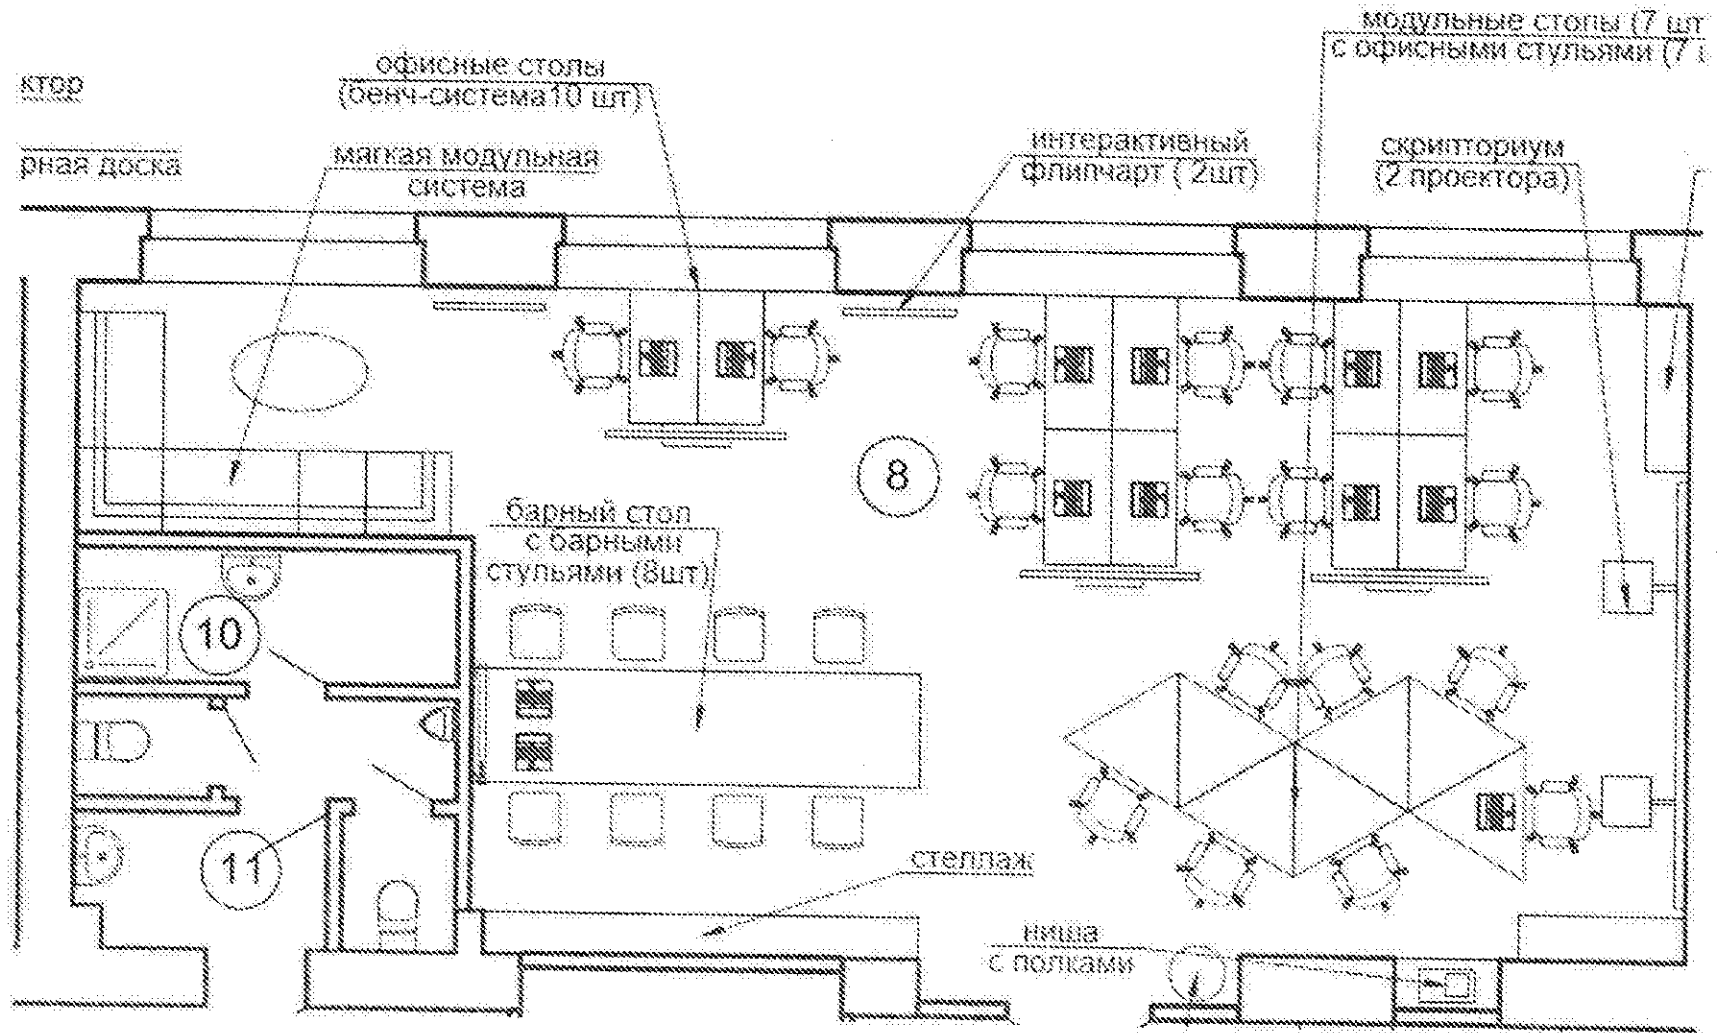 модульные столы (7 шт
с офисными стульями (7
офисные столы
(бенч-система10 шт)
ктор
интерактивный
флипчарт ( 2шт)
скрипториум
(2 проектора)
рная доска
мягкая модульная
система
8
барный стол
с барными
стульями (8шт)
10
11
стеллаж
ниша
с полками